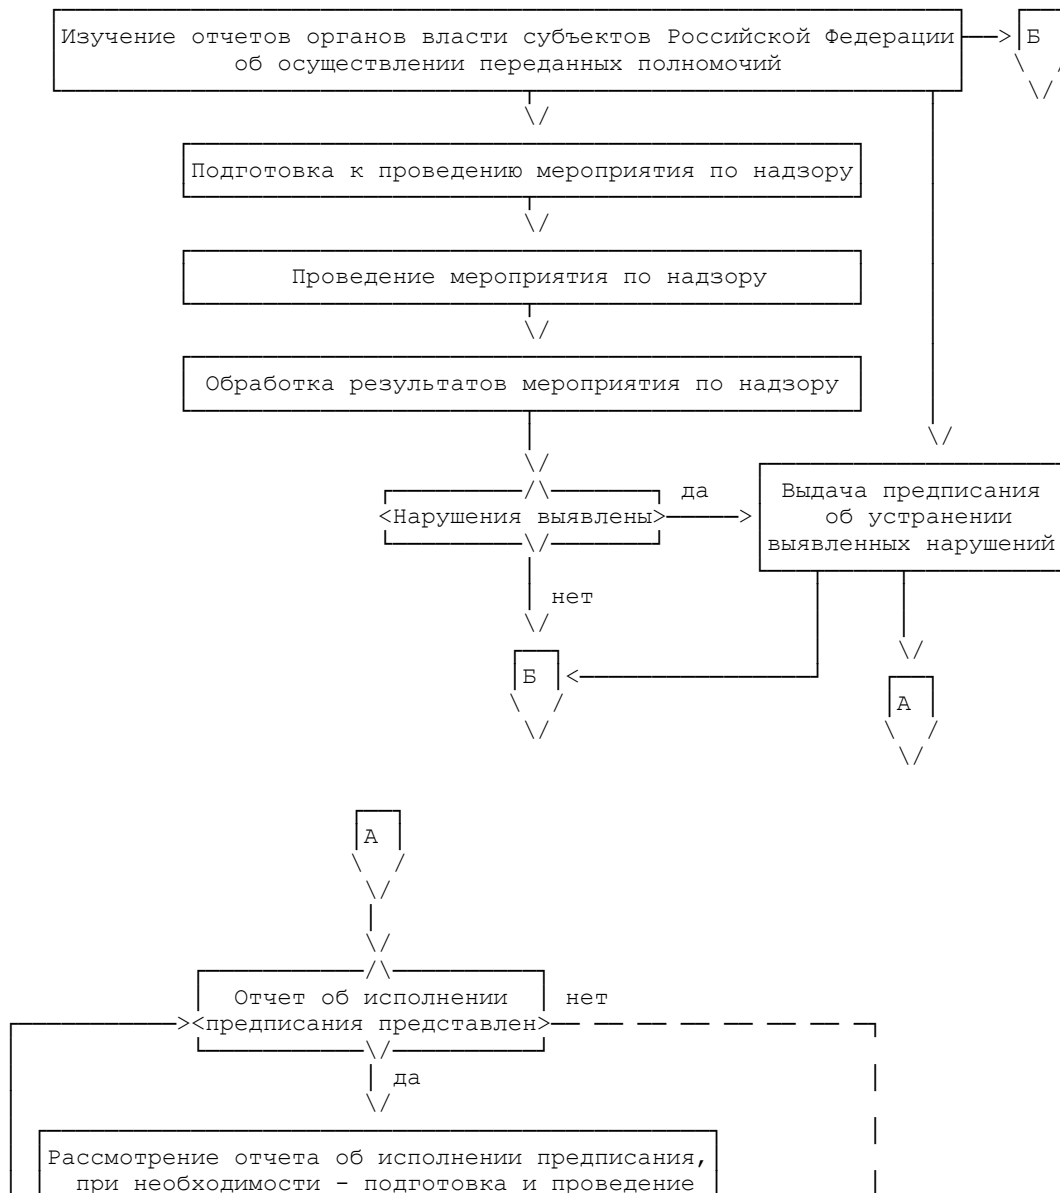 Изучение отчетов органов власти субъектов Российской Федерации
Б
об осуществлении переданных полномочий
Подготовка к проведению мероприятия по надзору
Проведение мероприятия по надзору
Обработка результатов мероприятия по надзору
да
Нарушения выявлены
Выдача предписания
об устранении
выявленных нарушений
нет
Б
А
А
Отчет об исполнении
нет
предписания представлен
да
Рассмотрение отчета об исполнении предписания,
при необходимости - подготовка и проведение